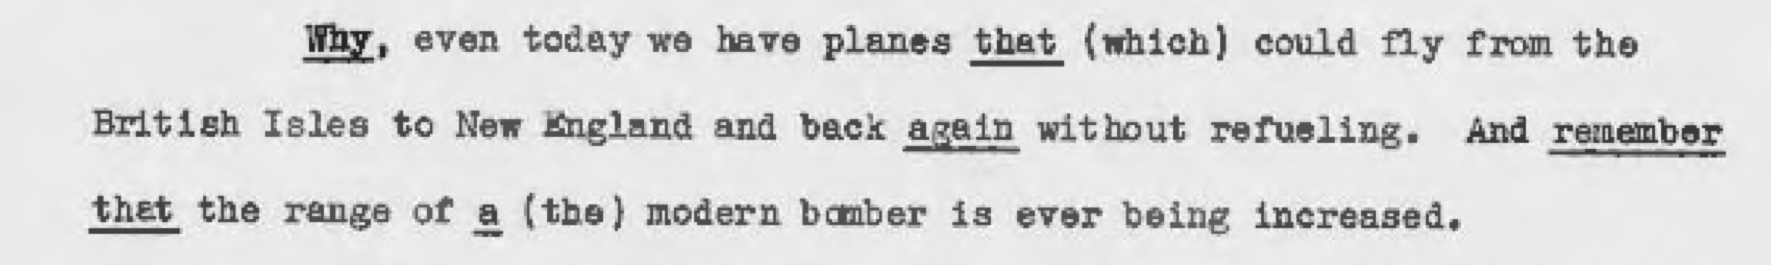 Why, even today we have planes that (which) could fly from the
British Isles to New England and back again without refueling. And remember
that the range of a (the) modern bomber is ever being increased.